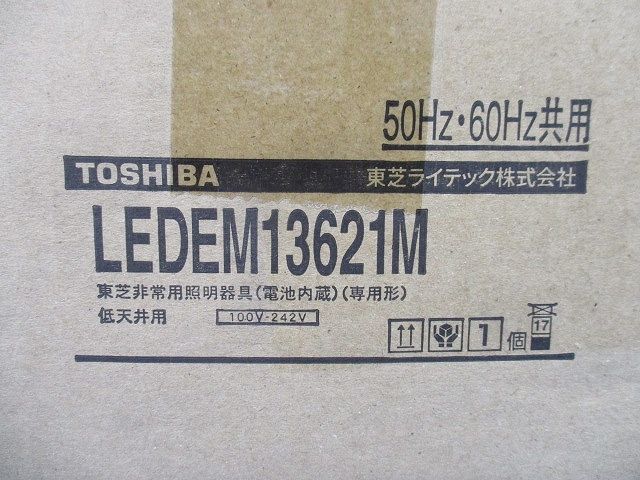 50Hz・60Hz共用
TOSHIBA 東芝ライテック株式会社
LEDEM13621M
東芝非常用照明器具(電池内蔵)(専用形)
低天井用 100V-242V
1個 17